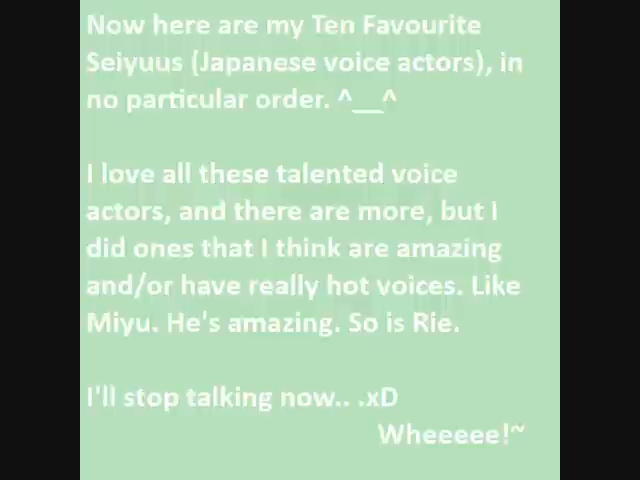 Now here are my Ten Favourite
Seiyuus (Japanese voice actors), in
no particular order. ^__^
I love all these talented voice
actors, and there are more, but I
did ones that I think are amazing
and/or have really hot voices. Like
Miyu. He's amazing. So is Rie.
I'll stop talking now.. .xD
Wheeeee!~